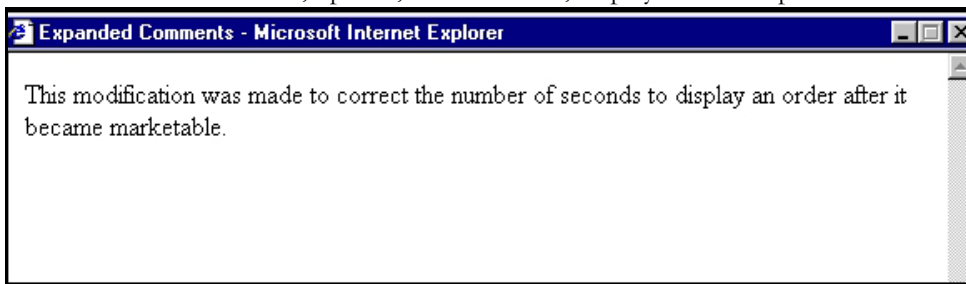 Expanded Comments - Microsoft Internet Explorer
This modification was made to correct the number of seconds to display an order after it
became marketable.